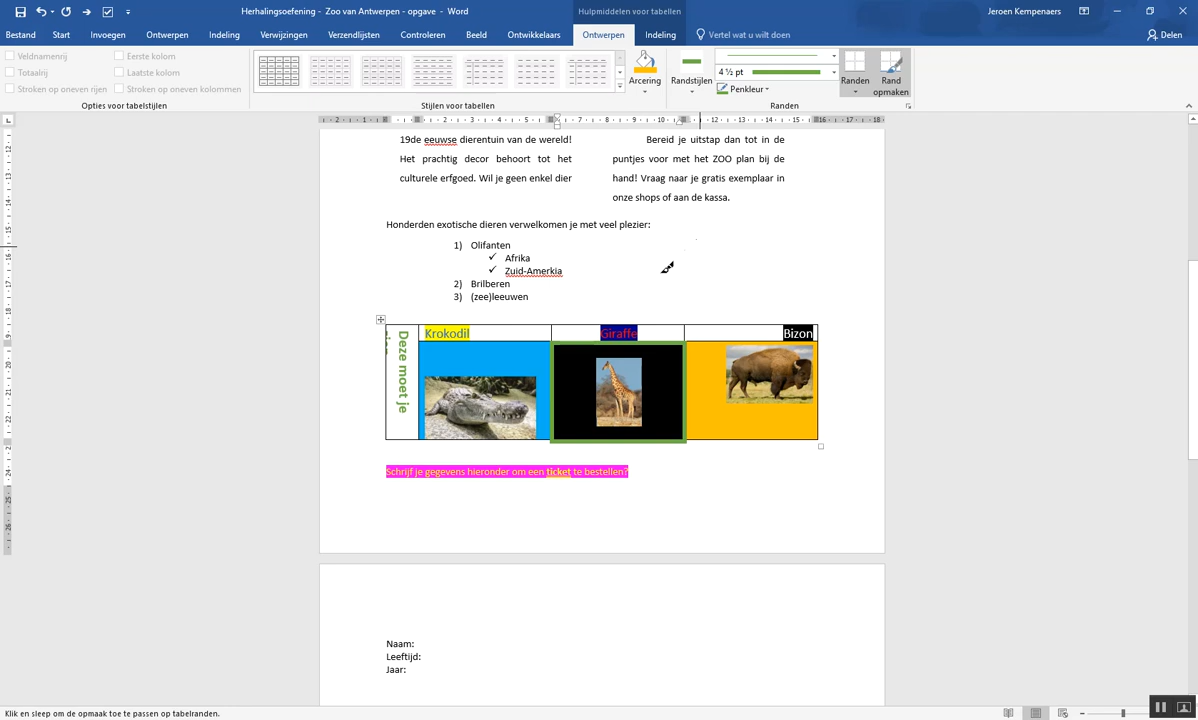 Herhalingsoefening - Zoo van Antwerpen - opgave - Word
Hulpmiddelen voor tabellen
Jeroen Kempenaers
Bestand Start Invoegen Ontwerpen Indeling Verwijzingen Verzendlijsten Controleren Beeld Ontwikkelaars Ontwerpen Indeling Vertel wat u wilt doen Delen
Veldnamenrij Eerste kolom
Totaalrij Laatste kolom
Stroken op oneven rijen Stroken op oneven kolommen
Opties voor tabelstijlen
Stijlen voor tabellen
Arcering
Randstijlen
4 ½ pt
Penkleur
Randen
Rand opmaken
Randen
19de eeuwse dierentuin van de wereld!
Het prachtig decor behoort tot het
culturele erfgoed. Wil je geen enkel dier
Bereid je uitstap dan tot in de
puntjes voor met het ZOO plan bij de
hand! Vraag naar je gratis exemplaar in
onze shops of aan de kassa.
Honderden exotische dieren verwelkomen je met veel plezier:
1) Olifanten
✓ Afrika
✓ Zuid-Amerkia
2) Brilberen
3) (zee)leeuwen
Deze moet je
Krokodil
Giraffe
Bizon
Schrijf je gegevens hieronder om een ticket te bestellen?
Naam:
Leeftijd:
Jaar:
Klik en sleep om de opmaak toe te passen op tabelranden.